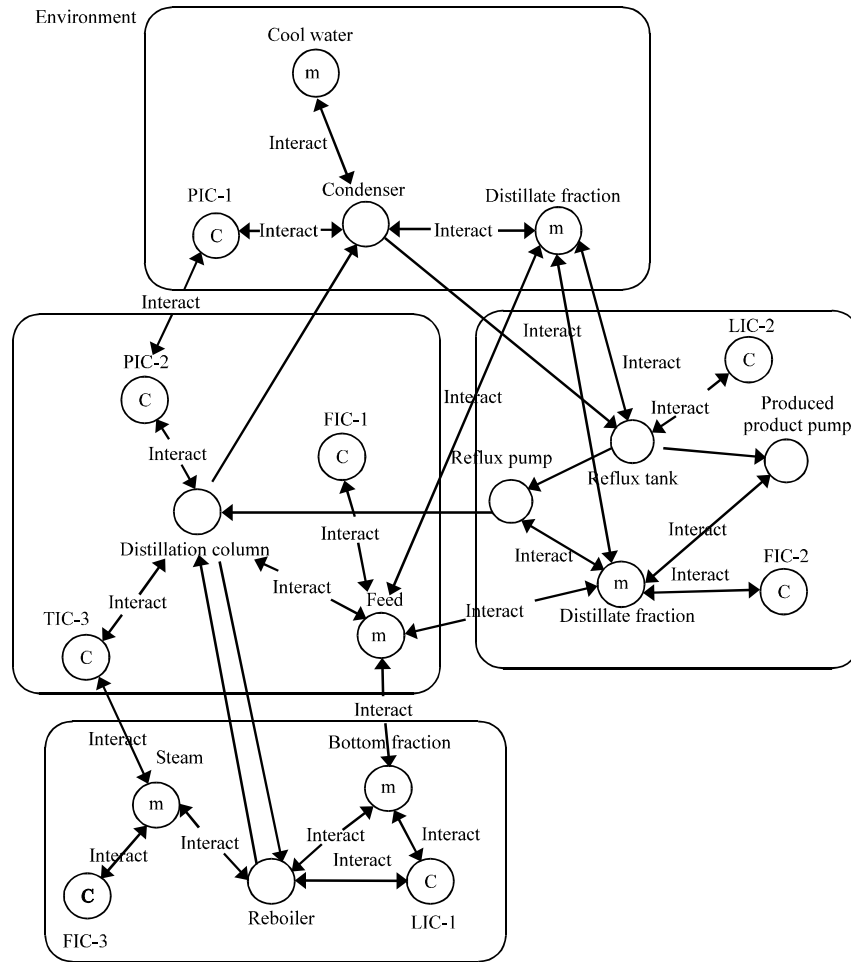 Environment
Cool water
m
Interact
PIC-1
Condenser
Distillate fraction
C
Interact
Interact
m
Interact
Interact
LIC-2
PIC-2
C
Interact
C
FIC-1
Interact
Interact
Produced
product pump
Interact
C
Reflux pump
Reflux tank
Interact
Interact
Distillation column
Interact
FIC-2
Interact
Interact
Feed
m
Interact
C
TIC-3
Interact
Distillate fraction
m
C
Interact
Interact
Bottom fraction
Steam
m
m
Interact
Interact
Interact
Interact
Interact
C
C
Reboiler
LIC-1
FIC-3